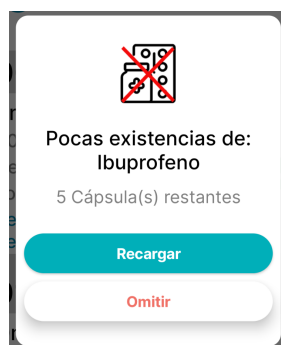 Pocas existencias de:
Ibuprofeno
5 Cápsula(s) restantes
Recargar
Omitir